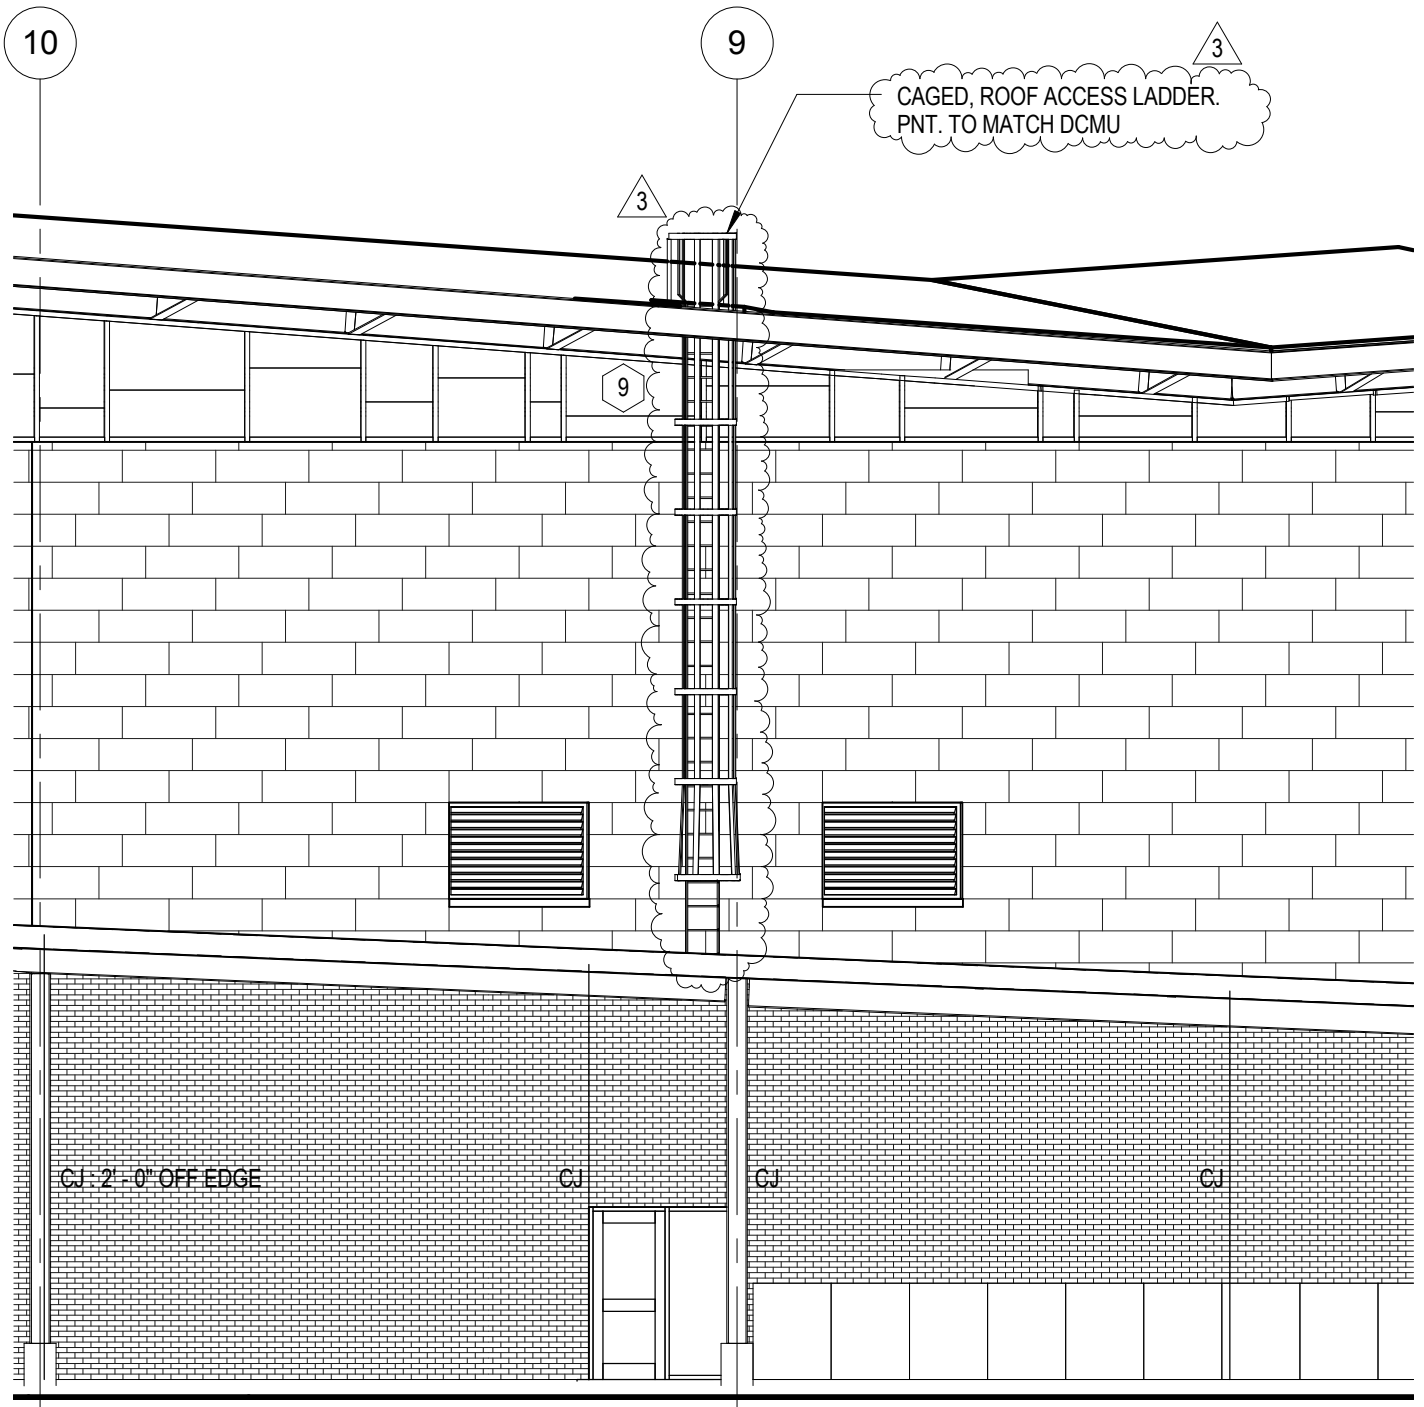 10
9
3
CAGED, ROOF ACCESS LADDER.
PNT. TO MATCH DCMU
3
9
CJ : 2' - 0" OFF EDGE
CJ
CJ
CJ